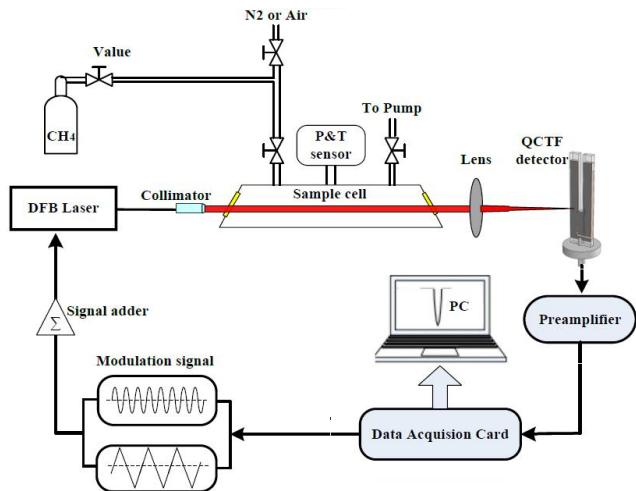 N2 or Air
Value
CH4
To Pump
P&T
sensor
QCTF
detector
Lens
Collimator
Sample cell
DFB Laser
Signal adder
Σ
PC
Preamplifier
Modulation signal
Data Acquision Card